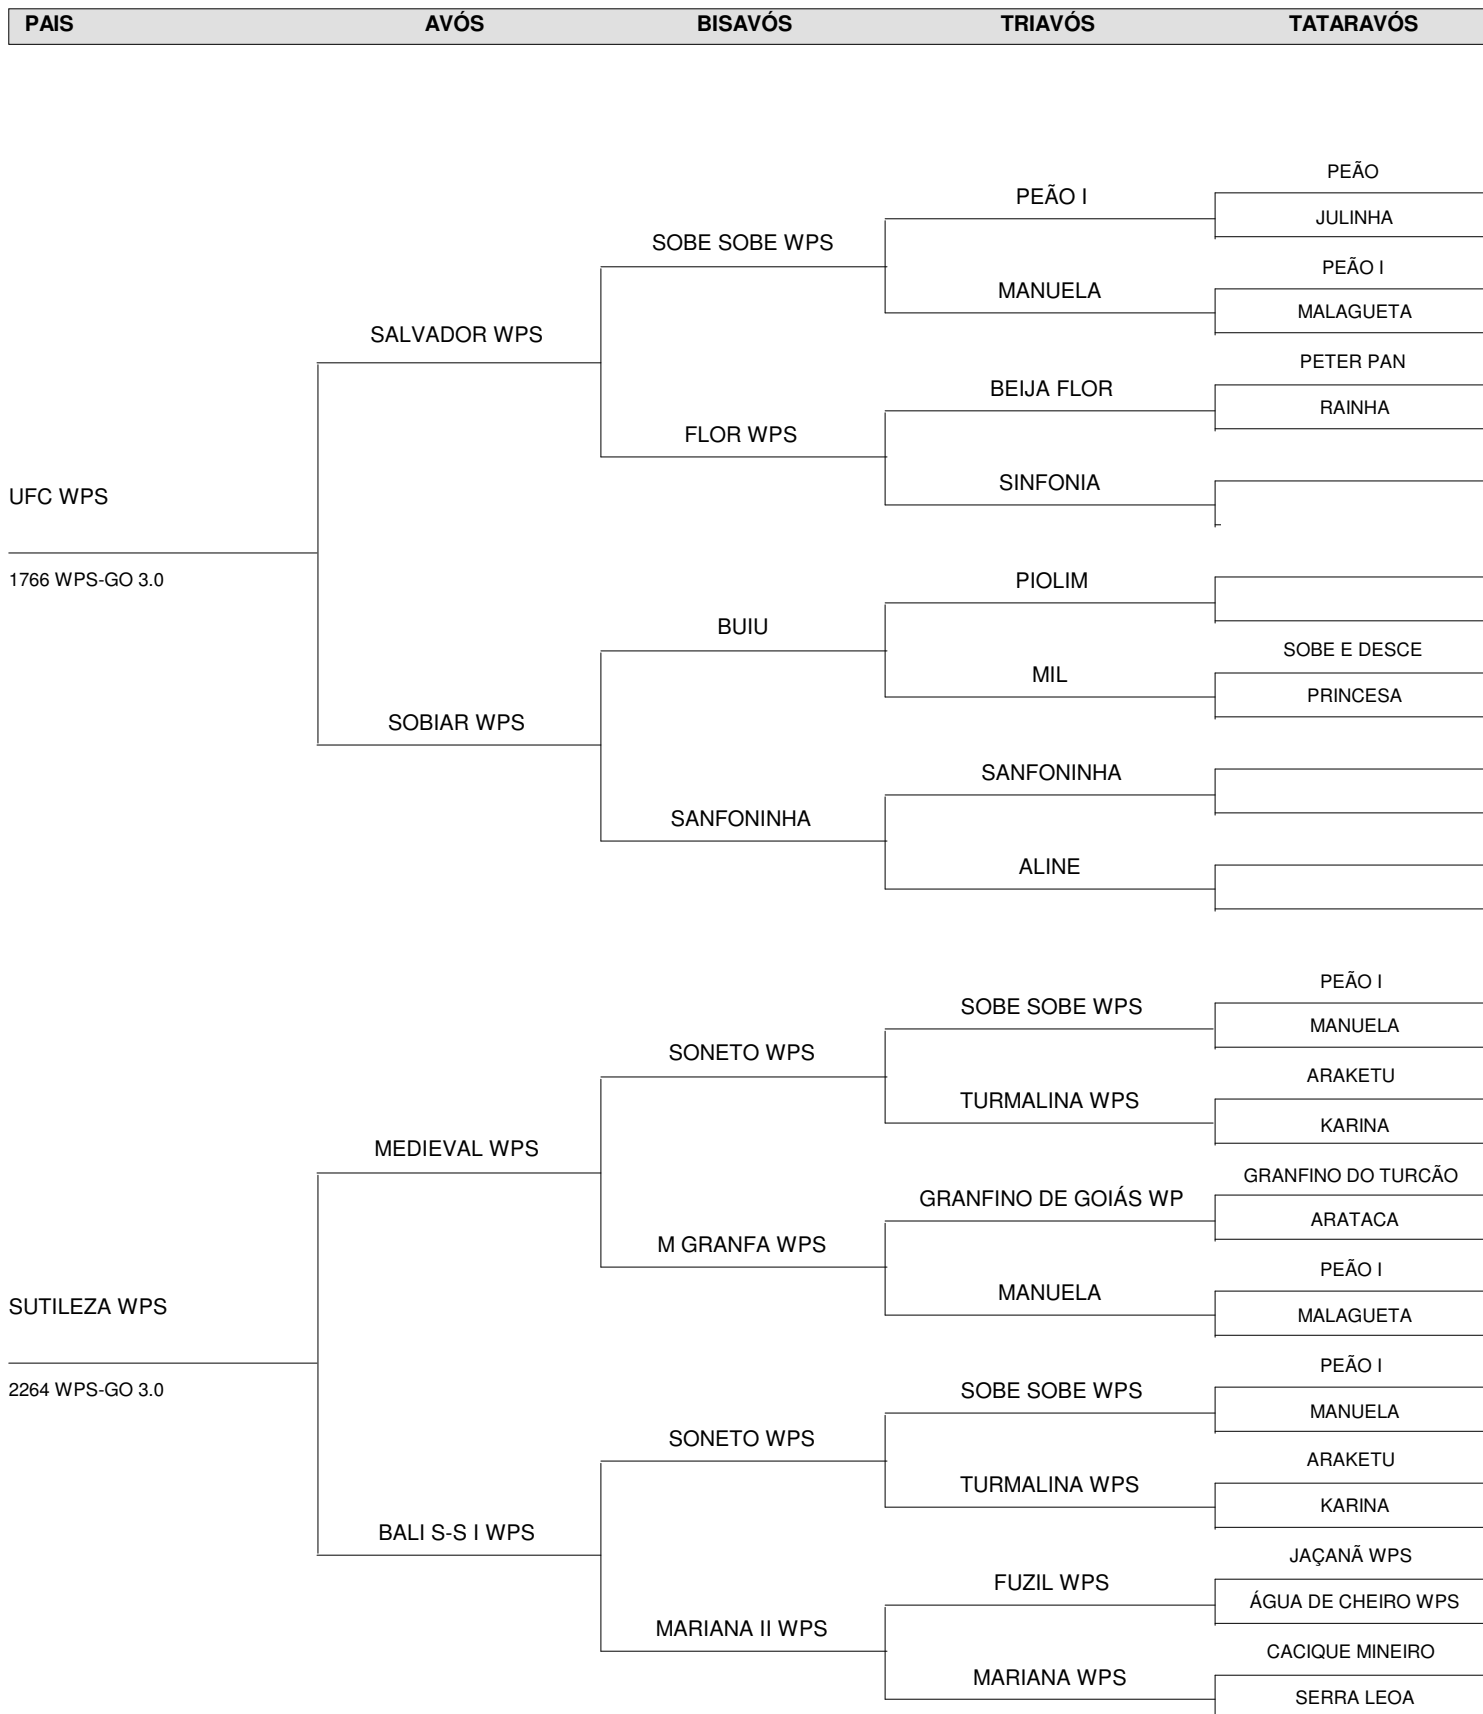 PAIS AVÓS BISAVÓS TRIAVÓS TATARAVÓS
PEÃO
PEÃO I
JULINHA
SOBE SOBE WPS
PEÃO I
MANUELA
MALAGUETA
SALVADOR WPS
PETER PAN
BEIJA FLOR
RAINHA
FLOR WPS
SINFONIA
UFC WPS
1766 WPS-GO 3.0
PIOLIM
BUIU
SOBE E DESCE
MIL
PRINCESA
SOBIAR WPS
SANFONINHA
SANFONINHA
ALINE
PEÃO I
SOBE SOBE WPS
MANUELA
SONETO WPS
ARAKETU
TURMALINA WPS
KARINA
MEDIEVAL WPS
GRANFINO DO TURCÃO
GRANFINO DE GOIÁS WP
ARATACA
M GRANFA WPS
PEÃO I
MANUELA
MALAGUETA
SUTILEZA WPS
2264 WPS-GO 3.0
PEÃO I
SOBE SOBE WPS
MANUELA
SONETO WPS
ARAKETU
TURMALINA WPS
KARINA
BALI S-S I WPS
JAÇANÃ WPS
FUZIL WPS
ÁGUA DE CHEIRO WPS
MARIANA II WPS
CACIQUE MINEIRO
MARIANA WPS
SERRA LEOA